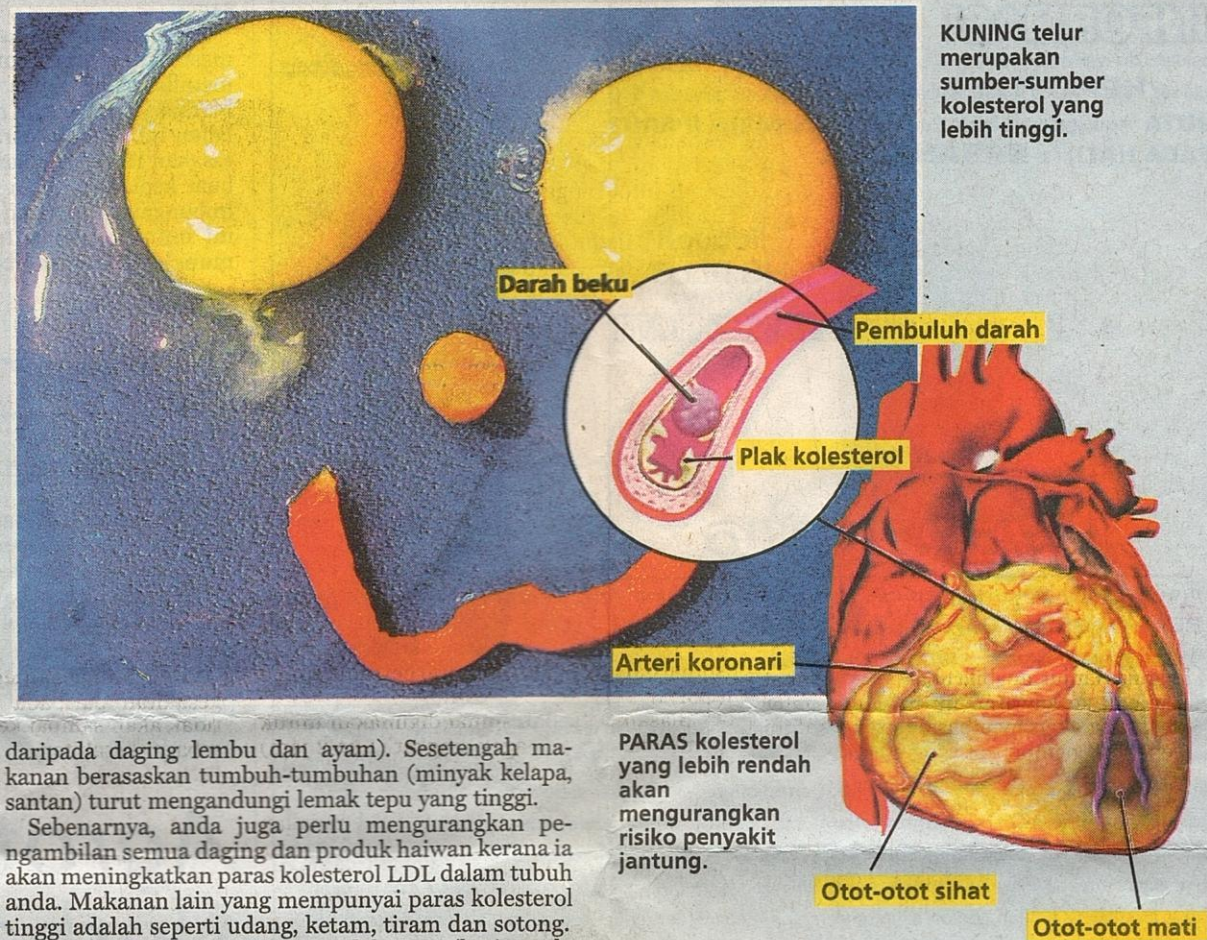 KUNING telur
merupakan
sumber-sumber
kolesterol yang
lebih tinggi.
Darah beku
Pembuluh darah
Plak kolesterol
Arteri koronari
daripada daging lembu dan ayam). Sesetengah ma-
kanan berasaskan tumbuh-tumbuhan (minyak kelapa,
santan) turut mengandungi lemak tepu yang tinggi.
Sebenarnya, anda juga perlu mengurangkan pe-
ngambilan semua daging dan produk haiwan kerana ia
akan meningkatkan paras kolesterol LDL dalam tubuh
anda. Makanan lain yang mempunyai paras kolesterol
tinggi adalah seperti udang, ketam, tiram dan sotong.
PARAS kolesterol
yang lebih rendah
akan
mengurangkan
risiko penyakit
jantung.
Otot-otot sihat
Otot-otot mati